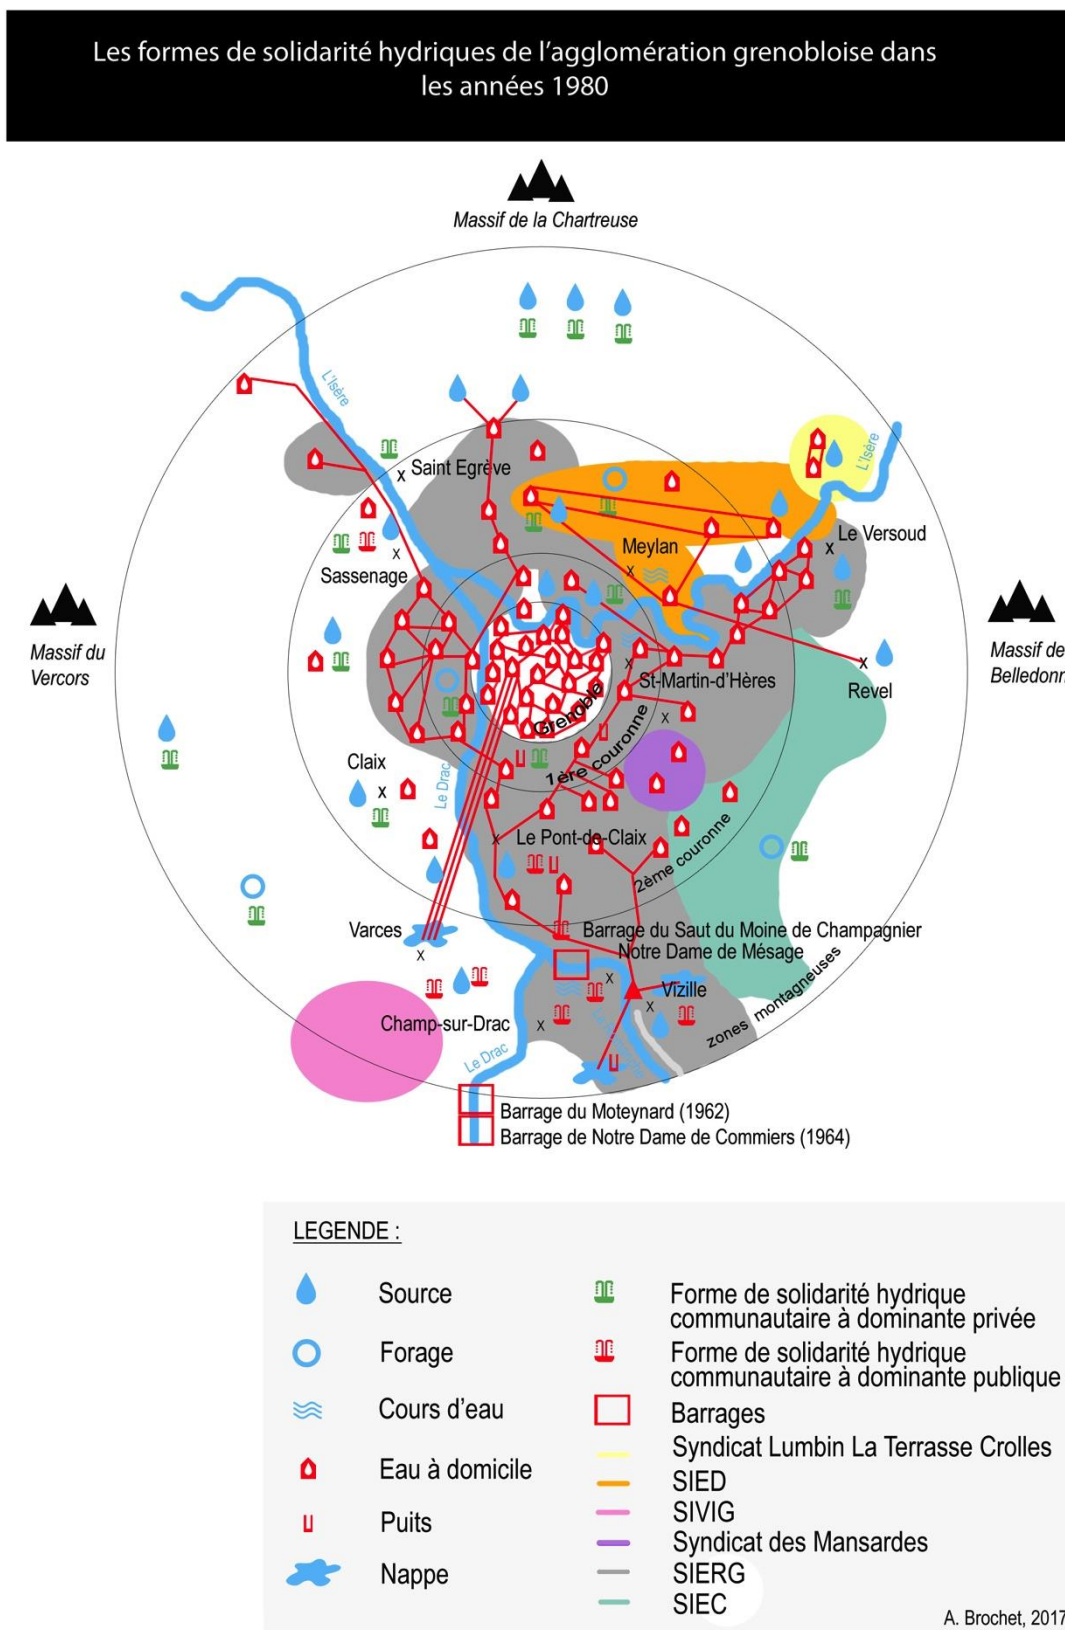 Les formes de solidarité hydriques de l'agglomération grenobloise dans
les années 1980
Massif de la Chartreuse
L'Isère
Saint Egrève
L'Isère
Le Versoud
Meylan
Sassenage
Massif du
Vercors
Massif de
Belledonn
St-Martin-d'Hères
Revel
Grenoble
1ère couronne
Claix
Le Drac
Le Pont-de-Claix
2ème couronne
Varces
Barrage du Saut du Moine de Champagnier
Notre Dame de Mésage
Vizille
zones montagneuses
Champ-sur-Drac
Le Drac
Barrage du Moteynard (1962)
Barrage de Notre Dame de Commiers (1964)
LEGENDE :
Source
Forage
Cours d'eau
Eau à domicile
Puits
Nappe
Forme de solidarité hydrique
communautaire à dominante privée
Forme de solidarité hydrique
communautaire à dominante publique
Barrages
Syndicat Lumbin La Terrasse Crolles
SIED
SIVIG
Syndicat des Mansardes
SIERG
SIEC
A. Brochet, 2017